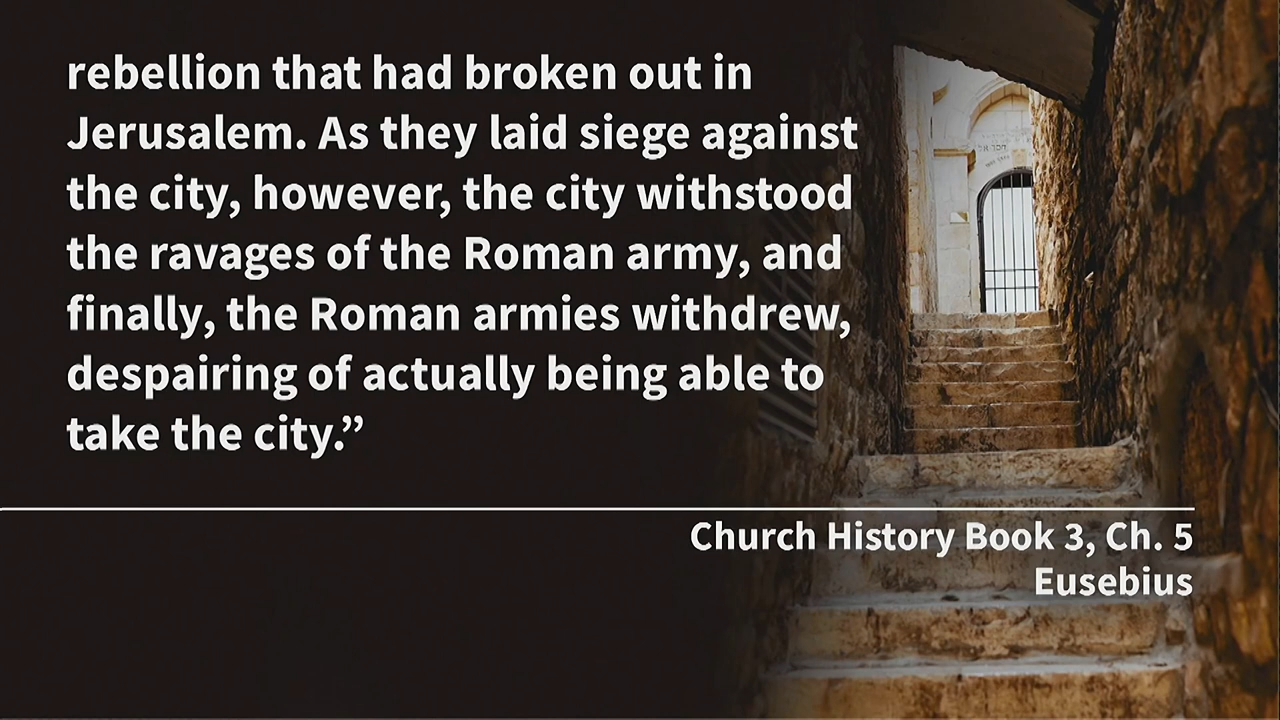 rebellion that had broken out in
Jerusalem. As they laid siege against
the city, however, the city withstood
the ravages of the Roman army, and
finally, the Roman armies withdrew,
despairing of actually being able to
take the city.”
Church History Book 3, Ch. 5
Eusebius